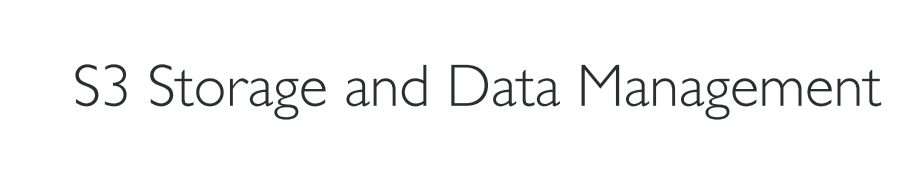 S3 Storage and Data Management